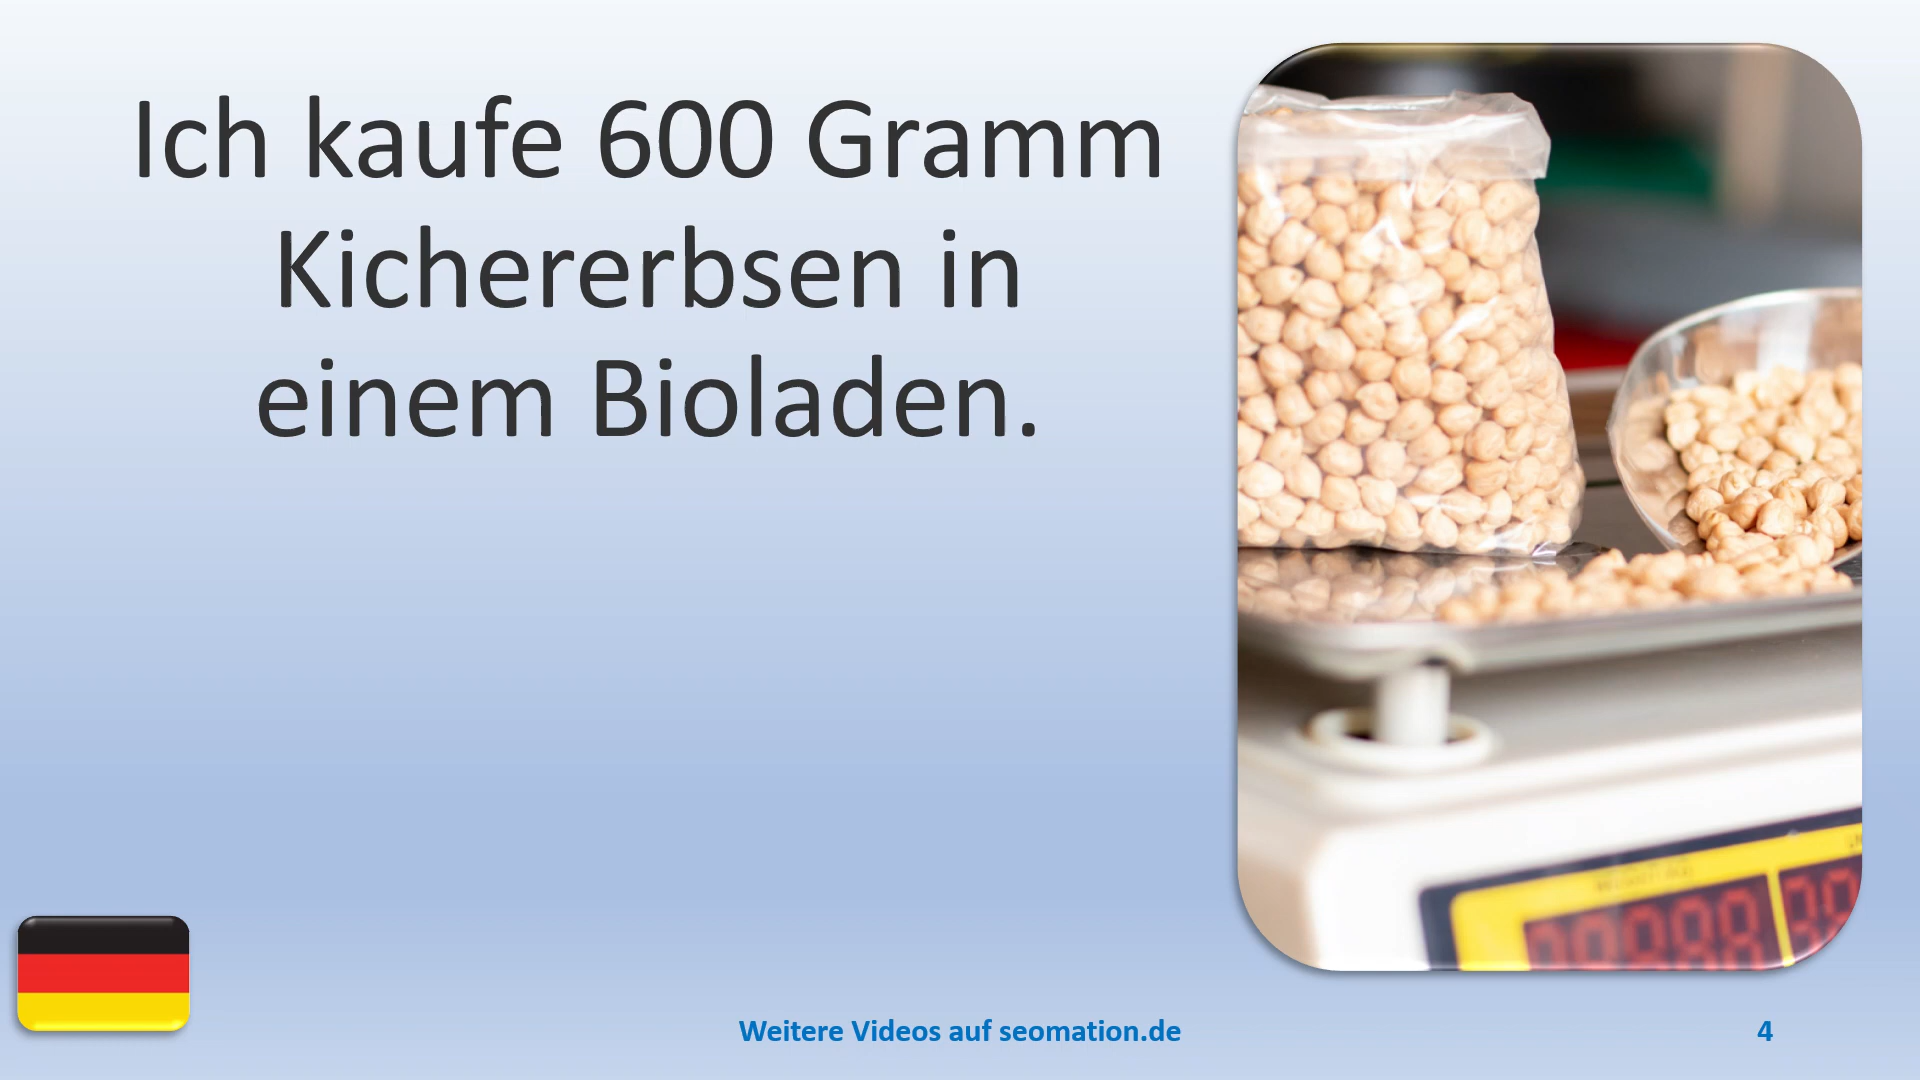 Ich kaufe 600 Gramm
Kichererbsen in
einem Bioladen.
Weitere Videos auf seomation.de
4